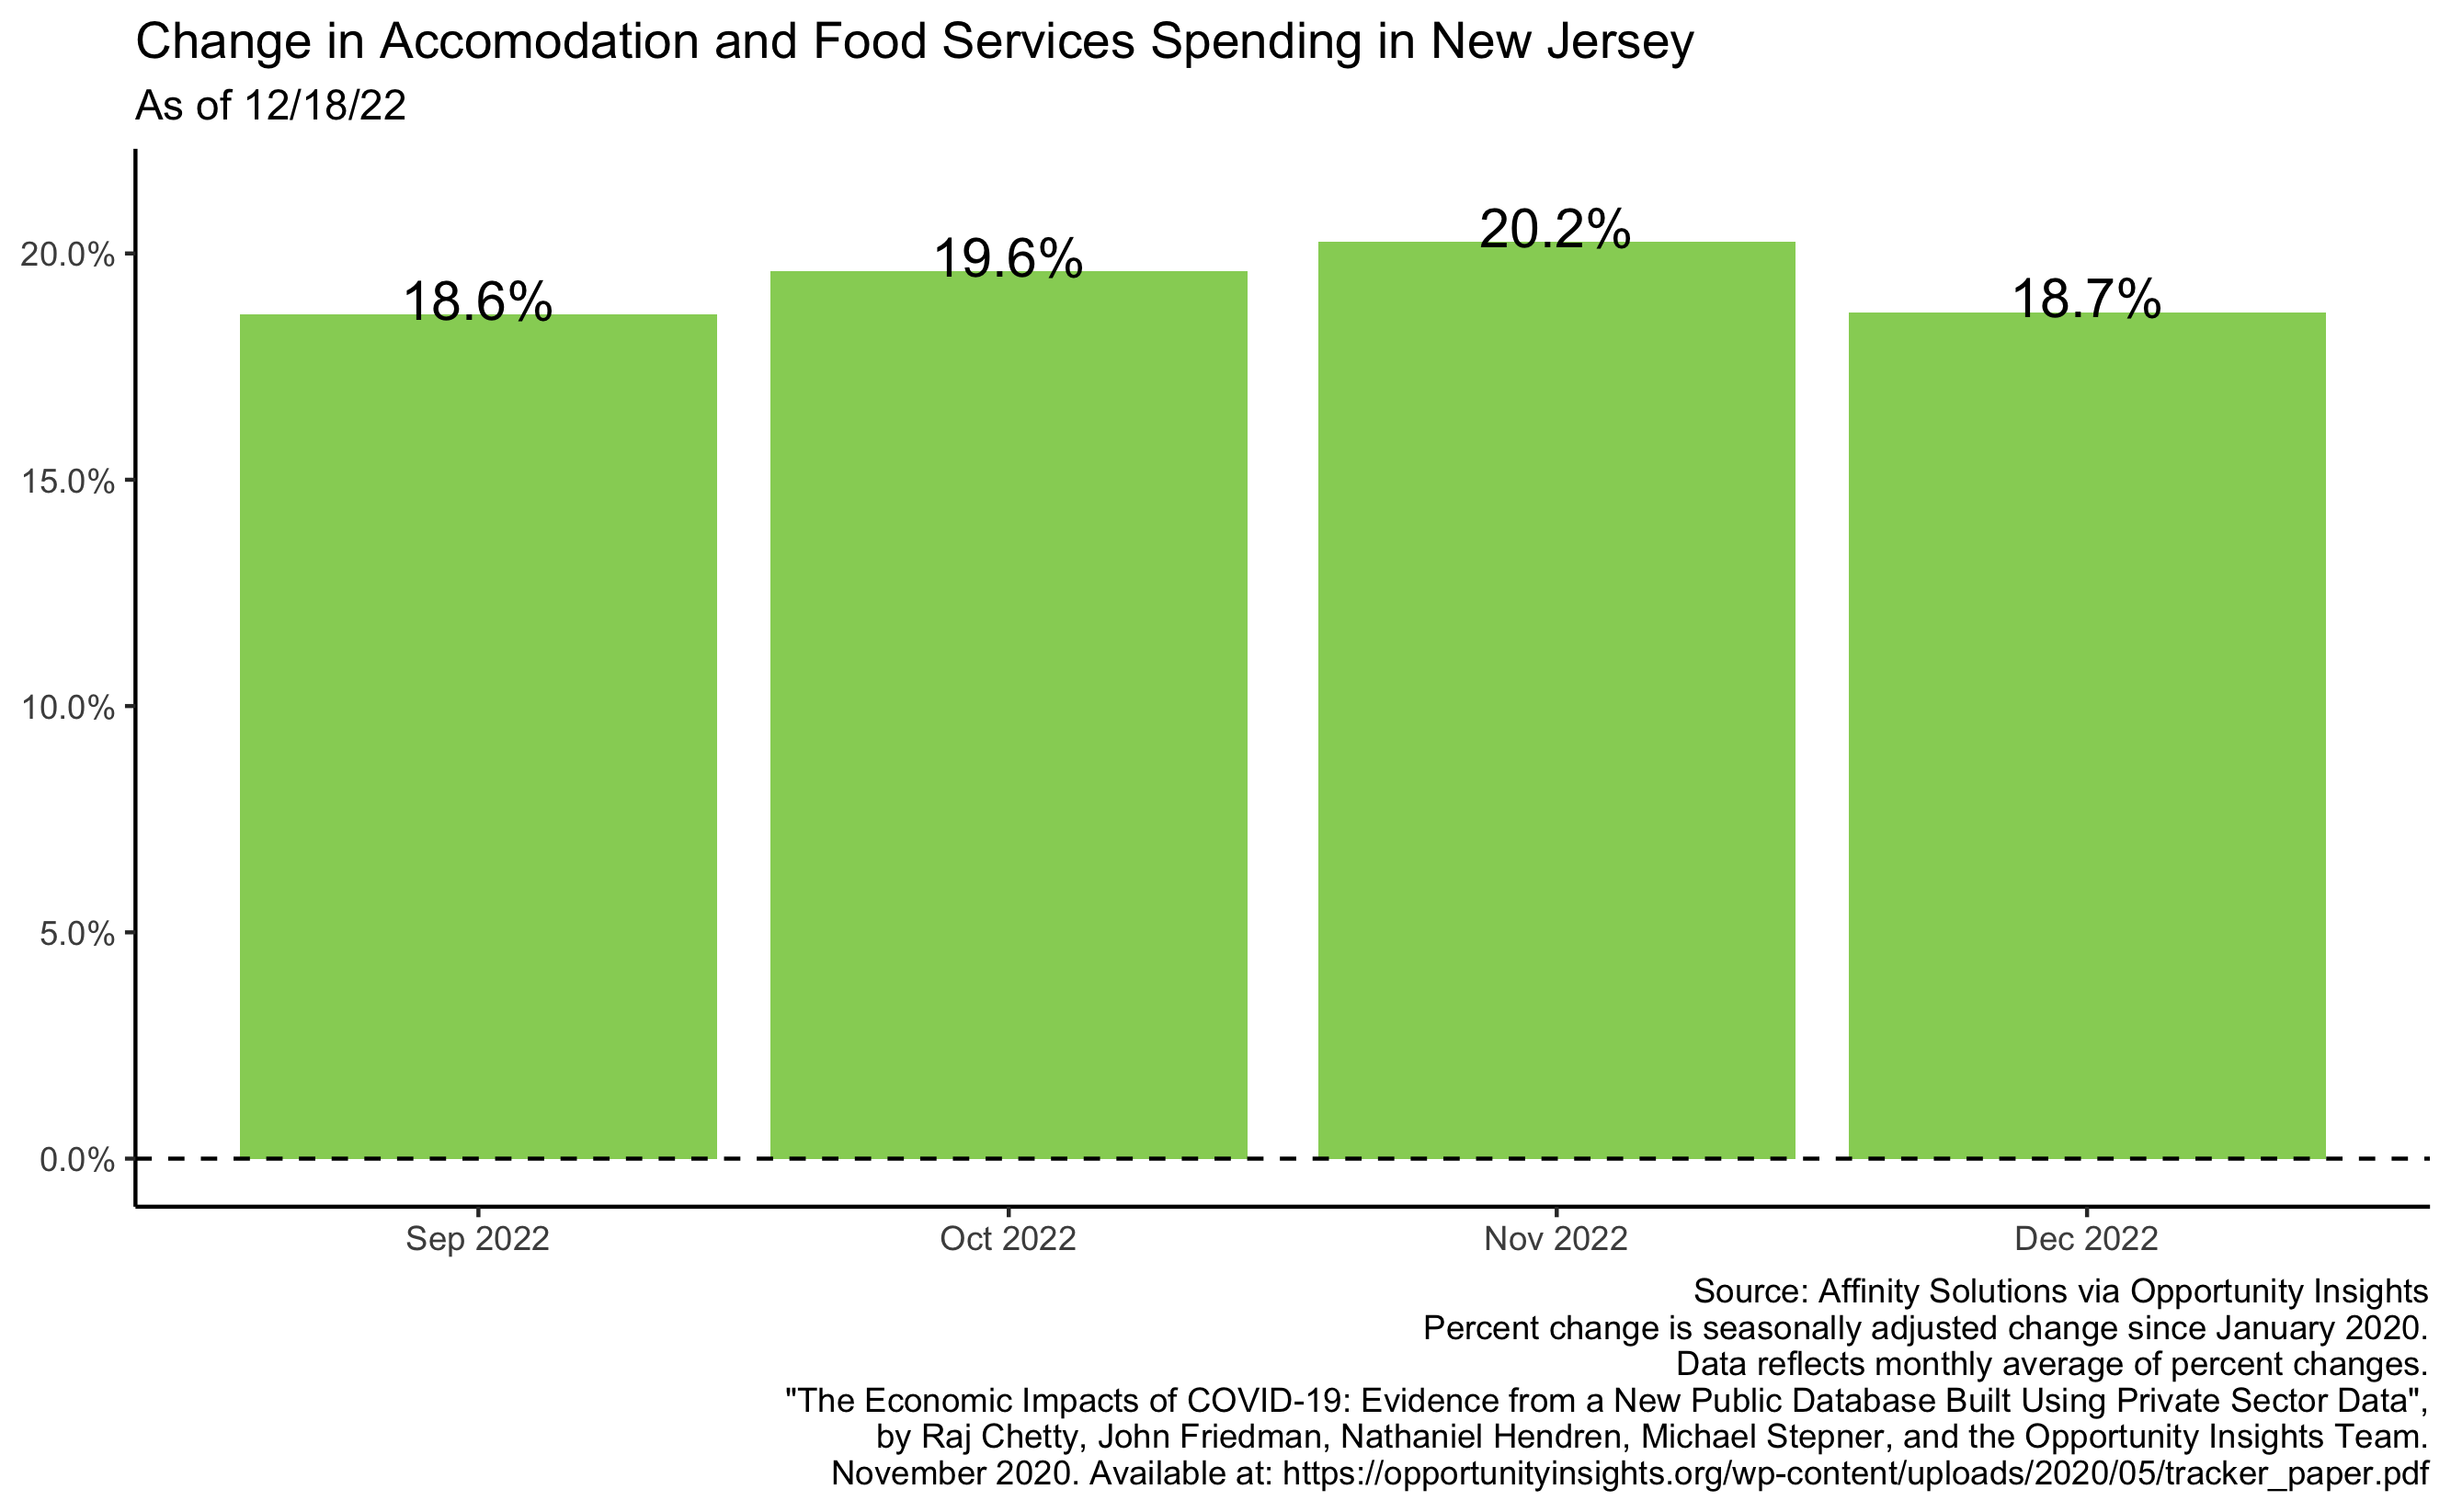 Change in Accomodation and Food Services Spending in New Jersey
As of 12/18/22
20.0%
15.0%
10.0%
5.0%
0.0%
18.6%
19.6%
20.2%
18.7%
Sep 2022
Oct 2022
Nov 2022
Dec 2022
Source: Affinity Solutions via Opportunity Insights
Percent change is seasonally adjusted change since January 2020.
Data reflects monthly average of percent changes.
"The Economic Impacts of COVID-19: Evidence from a New Public Database Built Using Private Sector Data",
by Raj Chetty, John Friedman, Nathaniel Hendren, Michael Stepner, and the Opportunity Insights Team.
November 2020. Available at: https://opportunityinsights.org/wp-content/uploads/2020/05/tracker_paper.pdf